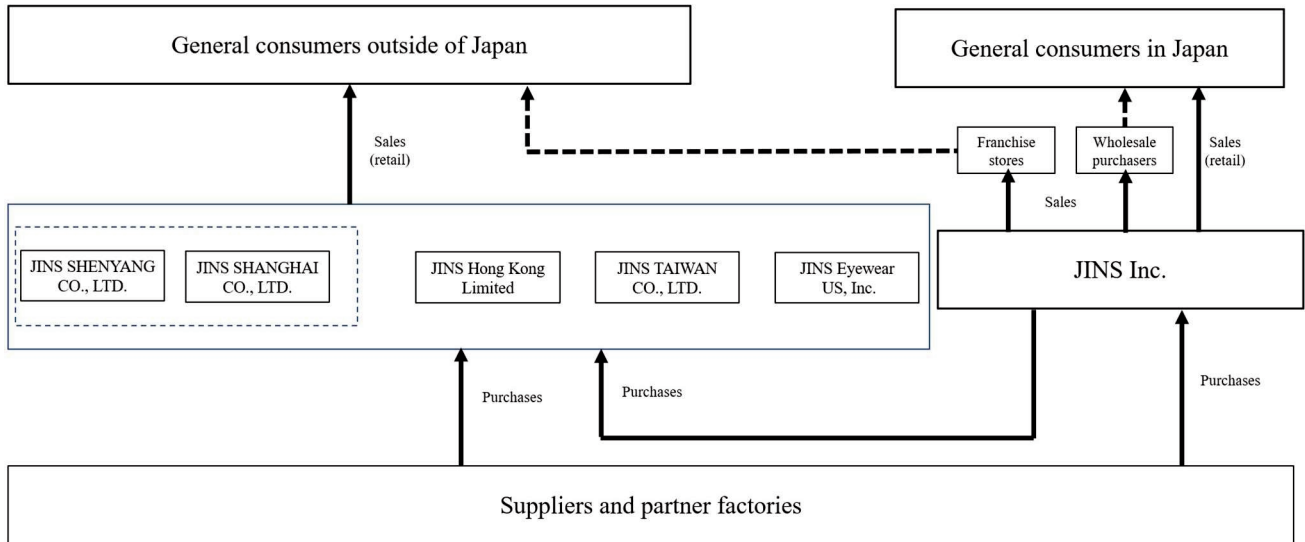 General consumers outside of Japan
General consumers in Japan
Sales
(retail)
Franchise
stores
Wholesale
purchasers
Sales
(retail)
Sales
JINS SHENYANG
CO., LTD.
JINS SHANGHAI
CO., LTD.
JINS Hong Kong
Limited
JINS TAIWAN
CO., LTD.
JINS Eyewear
US, Inc.
JINS Inc.
Purchases
Purchases
Purchases
Suppliers and partner factories